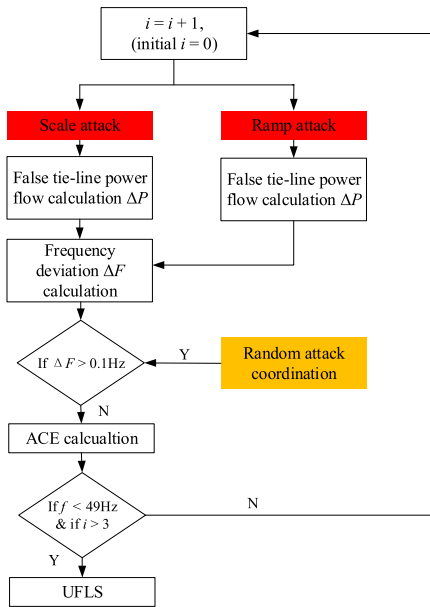 i = i + 1,
(initial i = 0)
Scale attack
Ramp attack
False tie-line power
flow calculation ΔP
False tie-line power
flow calculation ΔP
Frequency
deviation ΔF
calculation
If ΔF > 0.1Hz
Y
Random attack
coordination
N
ACE calcualtion
If f < 49Hz
& if i > 3
N
Y
UFLS